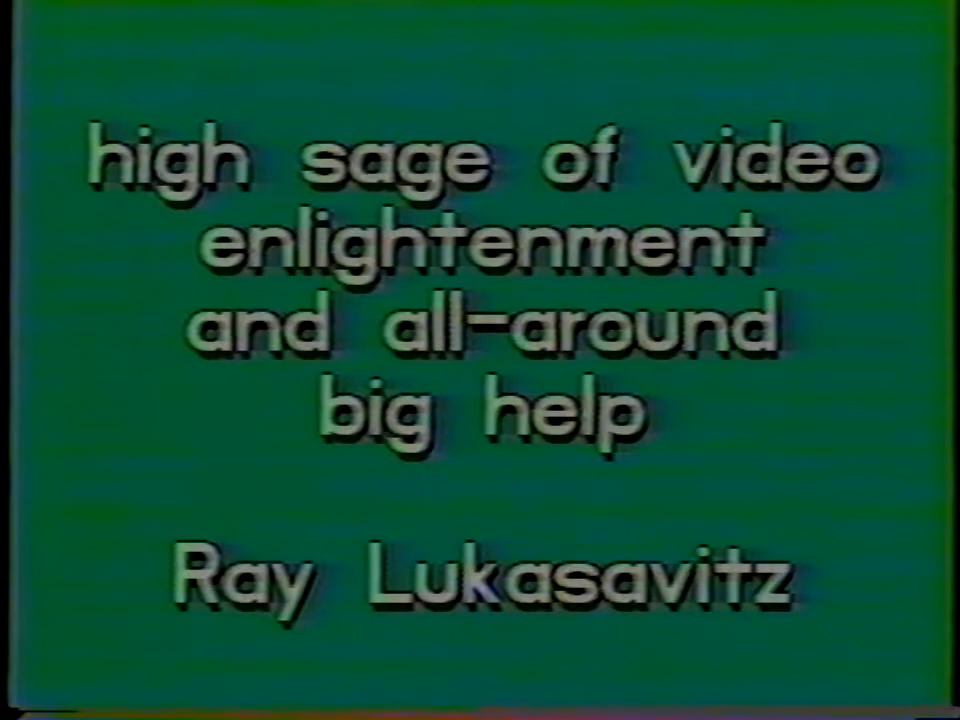 high sage of video
enlightenment
and all-around
big help
Ray Lukasavitz